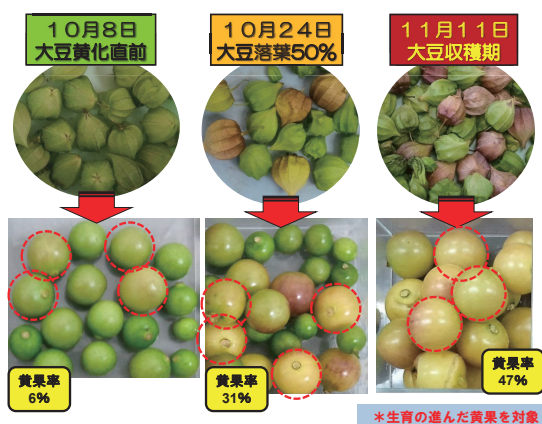 10月8日
大豆黄化直前
10月24日
大豆落葉50%
11月11日
大豆収穫期
黄果率
6%
黄果率
31%
黄果率
47%
＊生育の進んだ黄果を対象